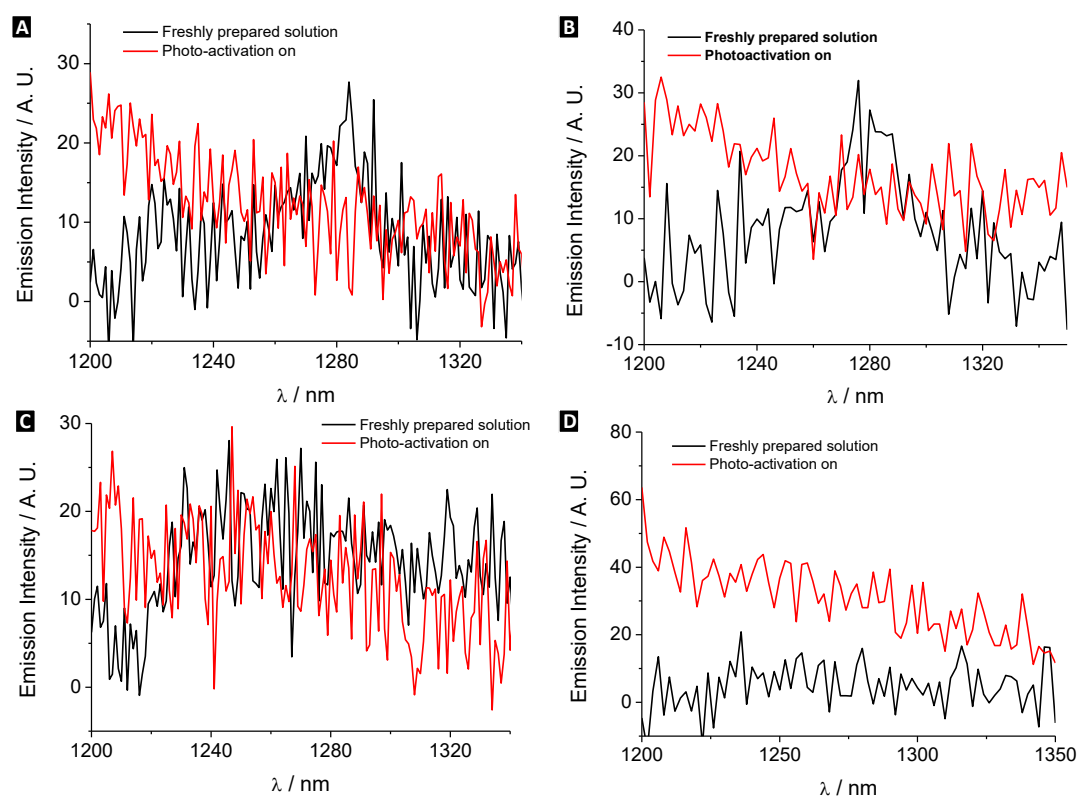 A
Freshly prepared solution
Photo-activation on
Emission Intensity / A. U.
30
20
10
0
1200
1240
1280
1320
λ / nm
B
Freshly prepared solution
Photoactivation on
Emission Intensity / A. U.
40
30
20
10
0
-10
1200
1240
1280
1320
λ / nm
C
Freshly prepared solution
Photo-activation on
Emission Intensity / A. U.
30
20
10
0
1200
1240
1280
1320
λ / nm
D
Freshly prepared solution
Photo-activation on
Emission Intensity / A. U.
80
60
40
20
0
1200
1250
1300
1350
λ / nm